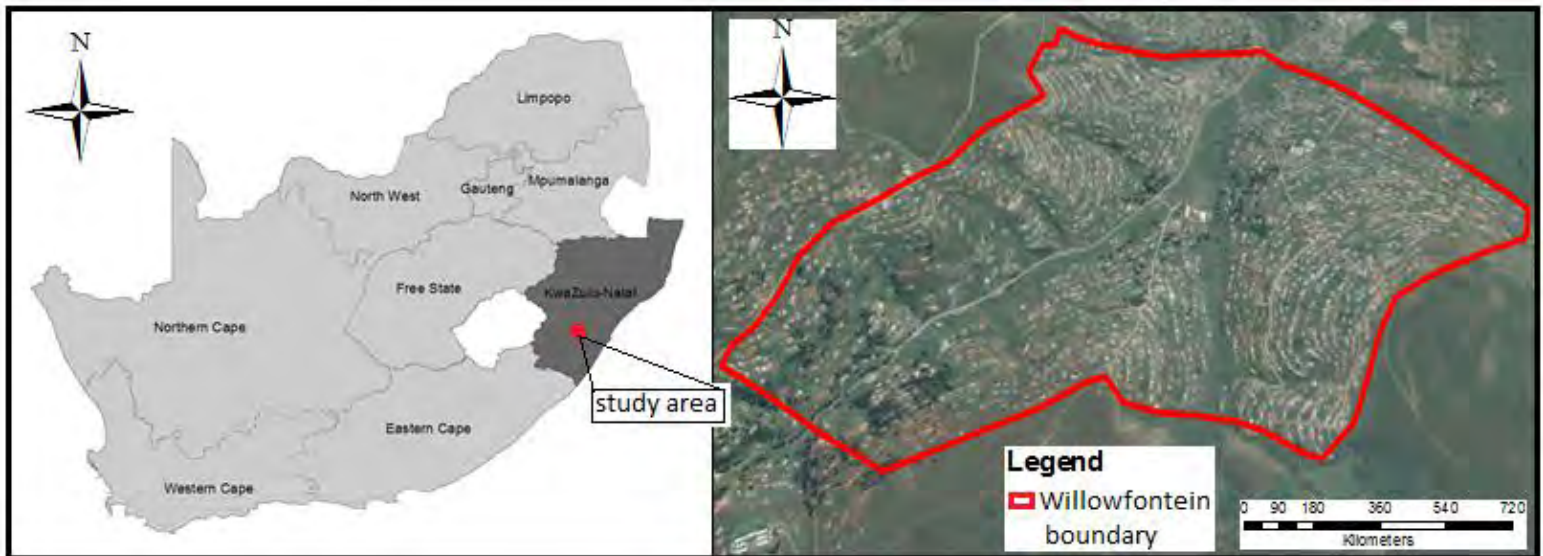 N
Limpopo
Mpumalanga
Gauteng
North West
KwaZulu-Natal
Free State
Northern Cape
study area
Eastern Cape
Western Cape
N
Legend
Willowfontein
boundary
0 90 180 360 540 720
Kilometers